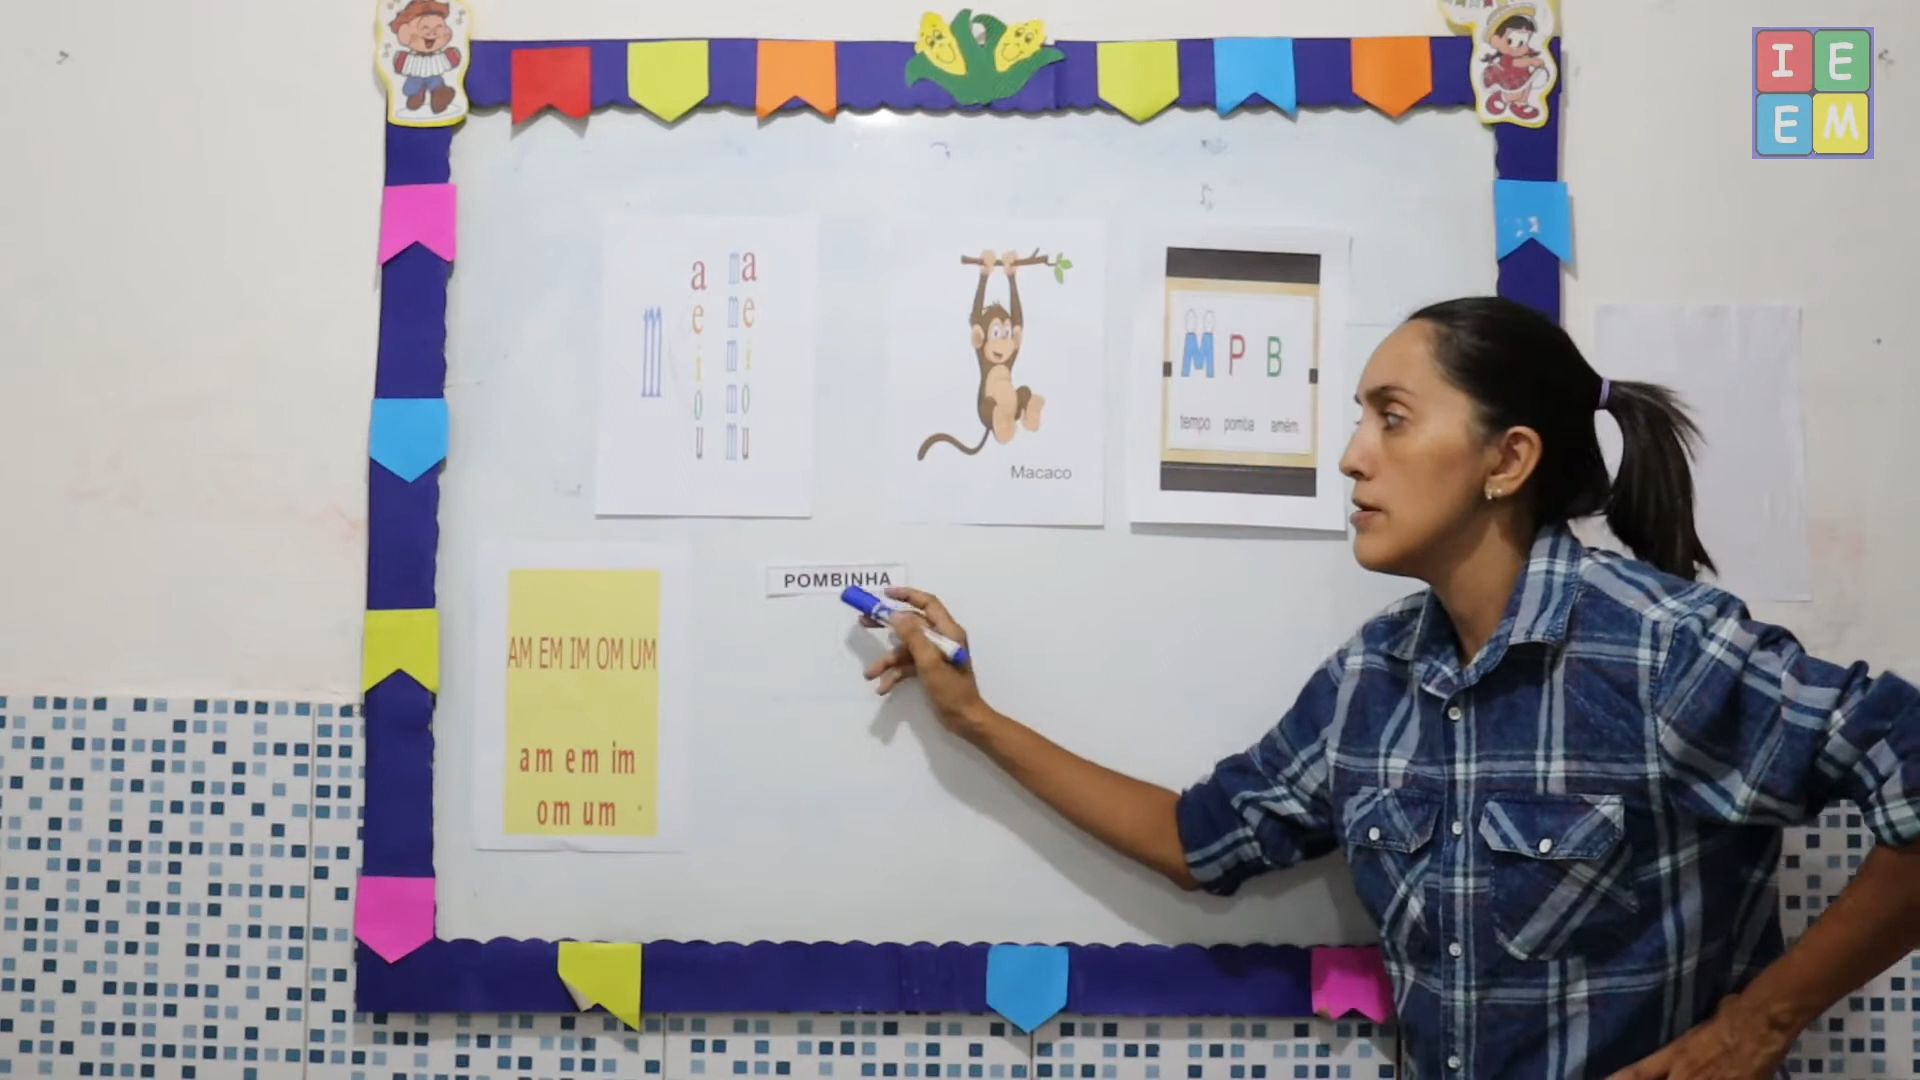 I E
E M
a ma
e me
m
i mi
o mo
u mu
Macaco
M P B
tempo pomba amém
POMBINHA
AM EM IM OM UM
am em im
om um